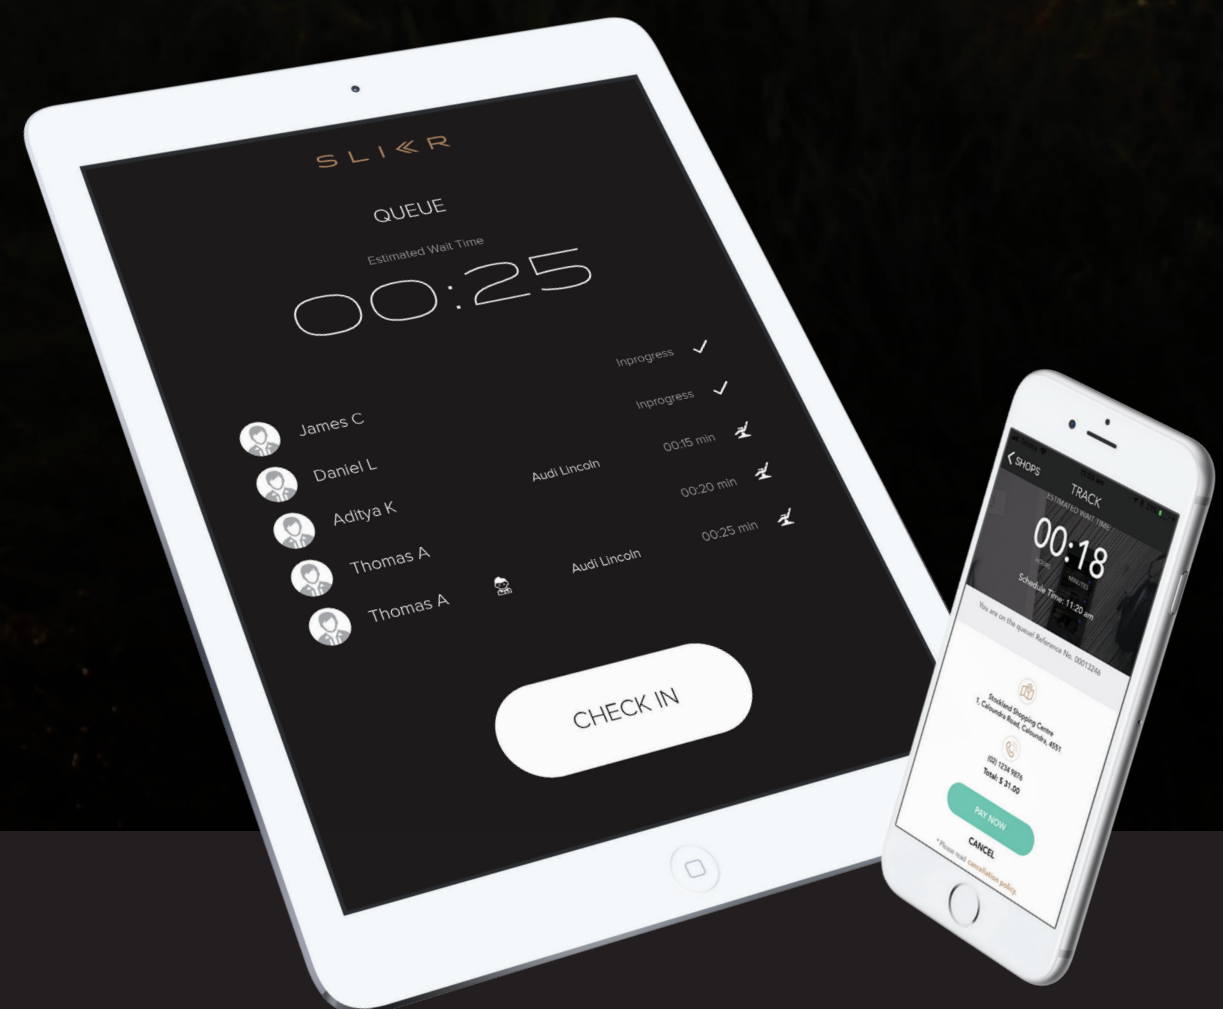 SLIKR
QUEUE
Estimated Wait Time
00:25
James C Inprogress
Daniel L Inprogress
Aditya K Audi Lincoln 00:15 min
Thomas A 00:20 min
Thomas A Audi Lincoln 00:25 min
CHECK IN
SHOPS
TRACK
ESTIMATED WAIT TIME
00:18
HOURS MINUTES
Schedule Time: 11:20 am
You are on the queue! Reference No. 00013246
Stockland Shopping Centre
1, Caloundra Road, Caloundra, 4551
(02) 1234 9876
Total: $ 31.00
PAY NOW
CANCEL
* Please read cancellation policy.